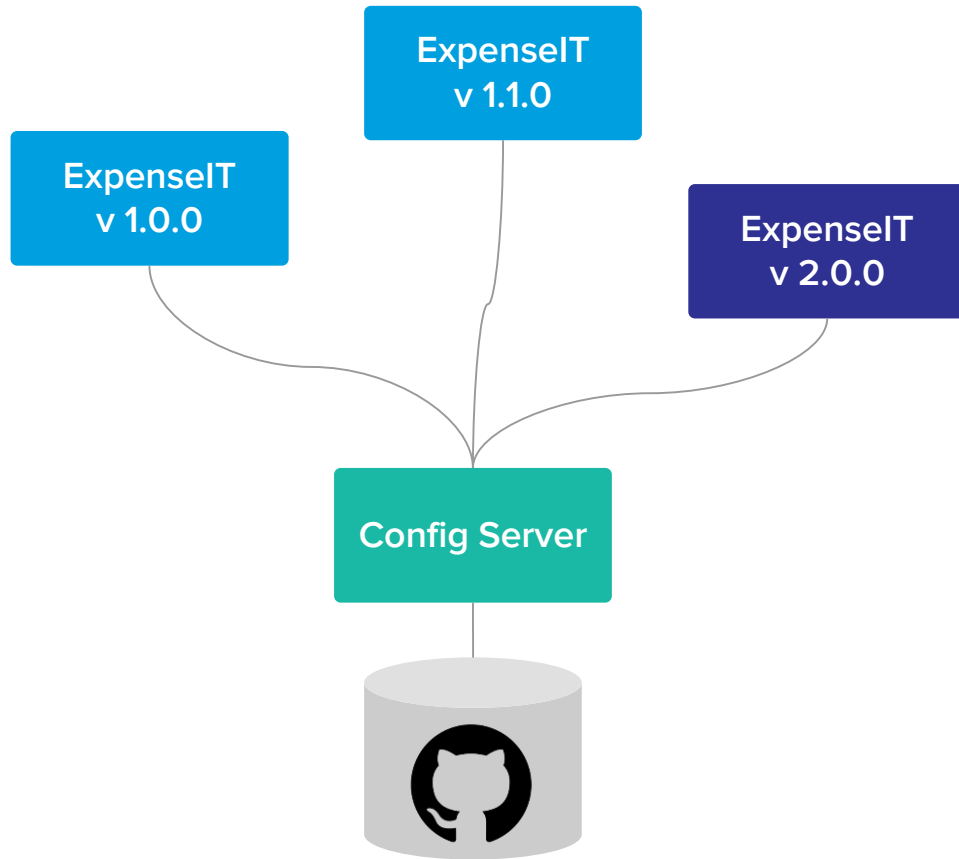 ExpenseIT
v 1.1.0
ExpenseIT
v 1.0.0
ExpenseIT
v 2.0.0
Config Server